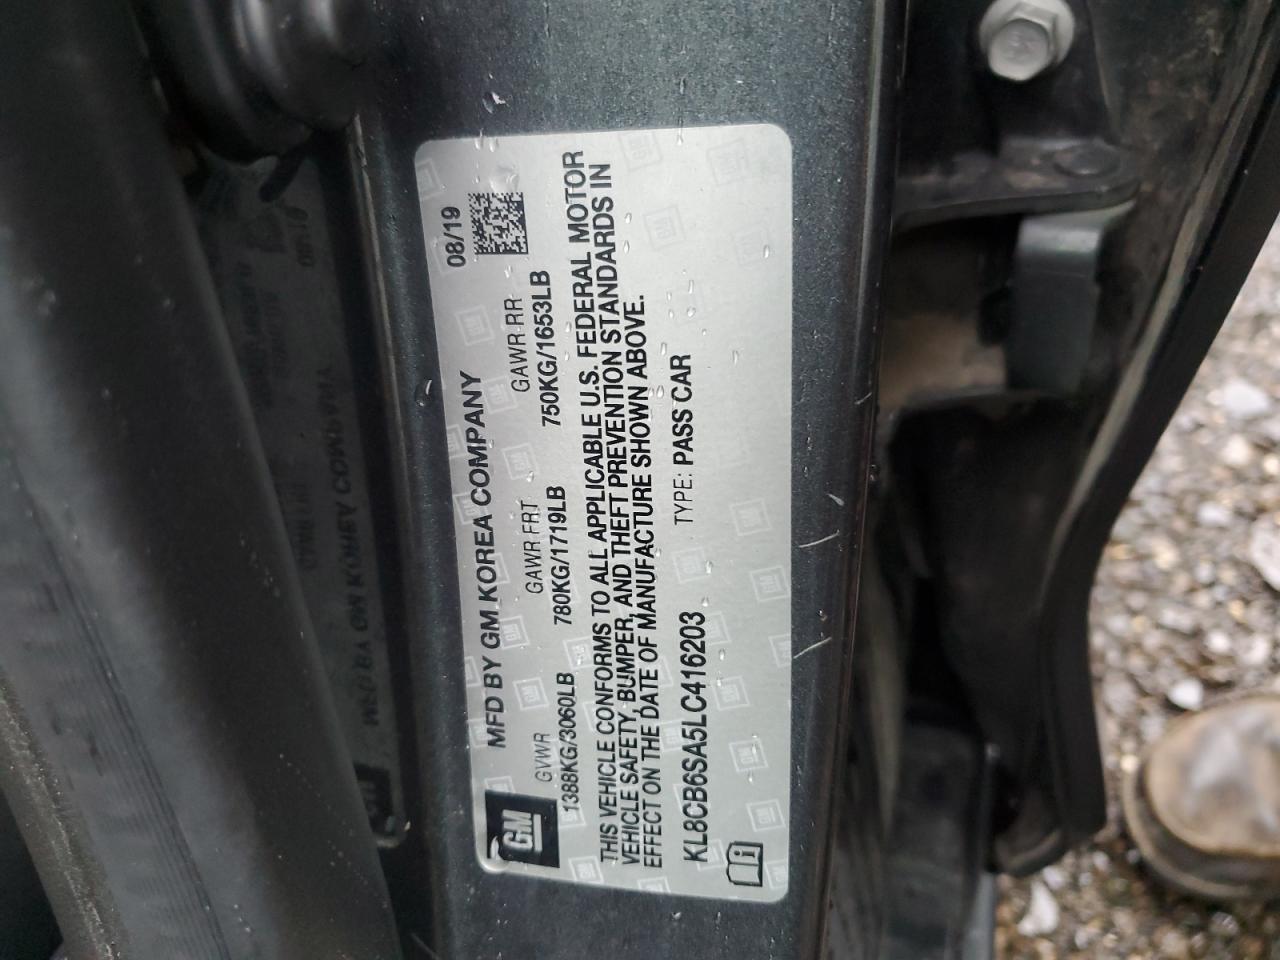 GM
MFD BY GM KOREA COMPANY 08/19
GVWR GAWR FRT GAWR RR
1388KG/3060LB 780KG/1719LB 750KG/1653LB
THIS VEHICLE CONFORMS TO ALL APPLICABLE U.S. FEDERAL MOTOR
VEHICLE SAFETY, BUMPER, AND THEFT PREVENTION STANDARDS IN
EFFECT ON THE DATE OF MANUFACTURE SHOWN ABOVE.
KL8CB6SA5LC416203 TYPE: PASS CAR